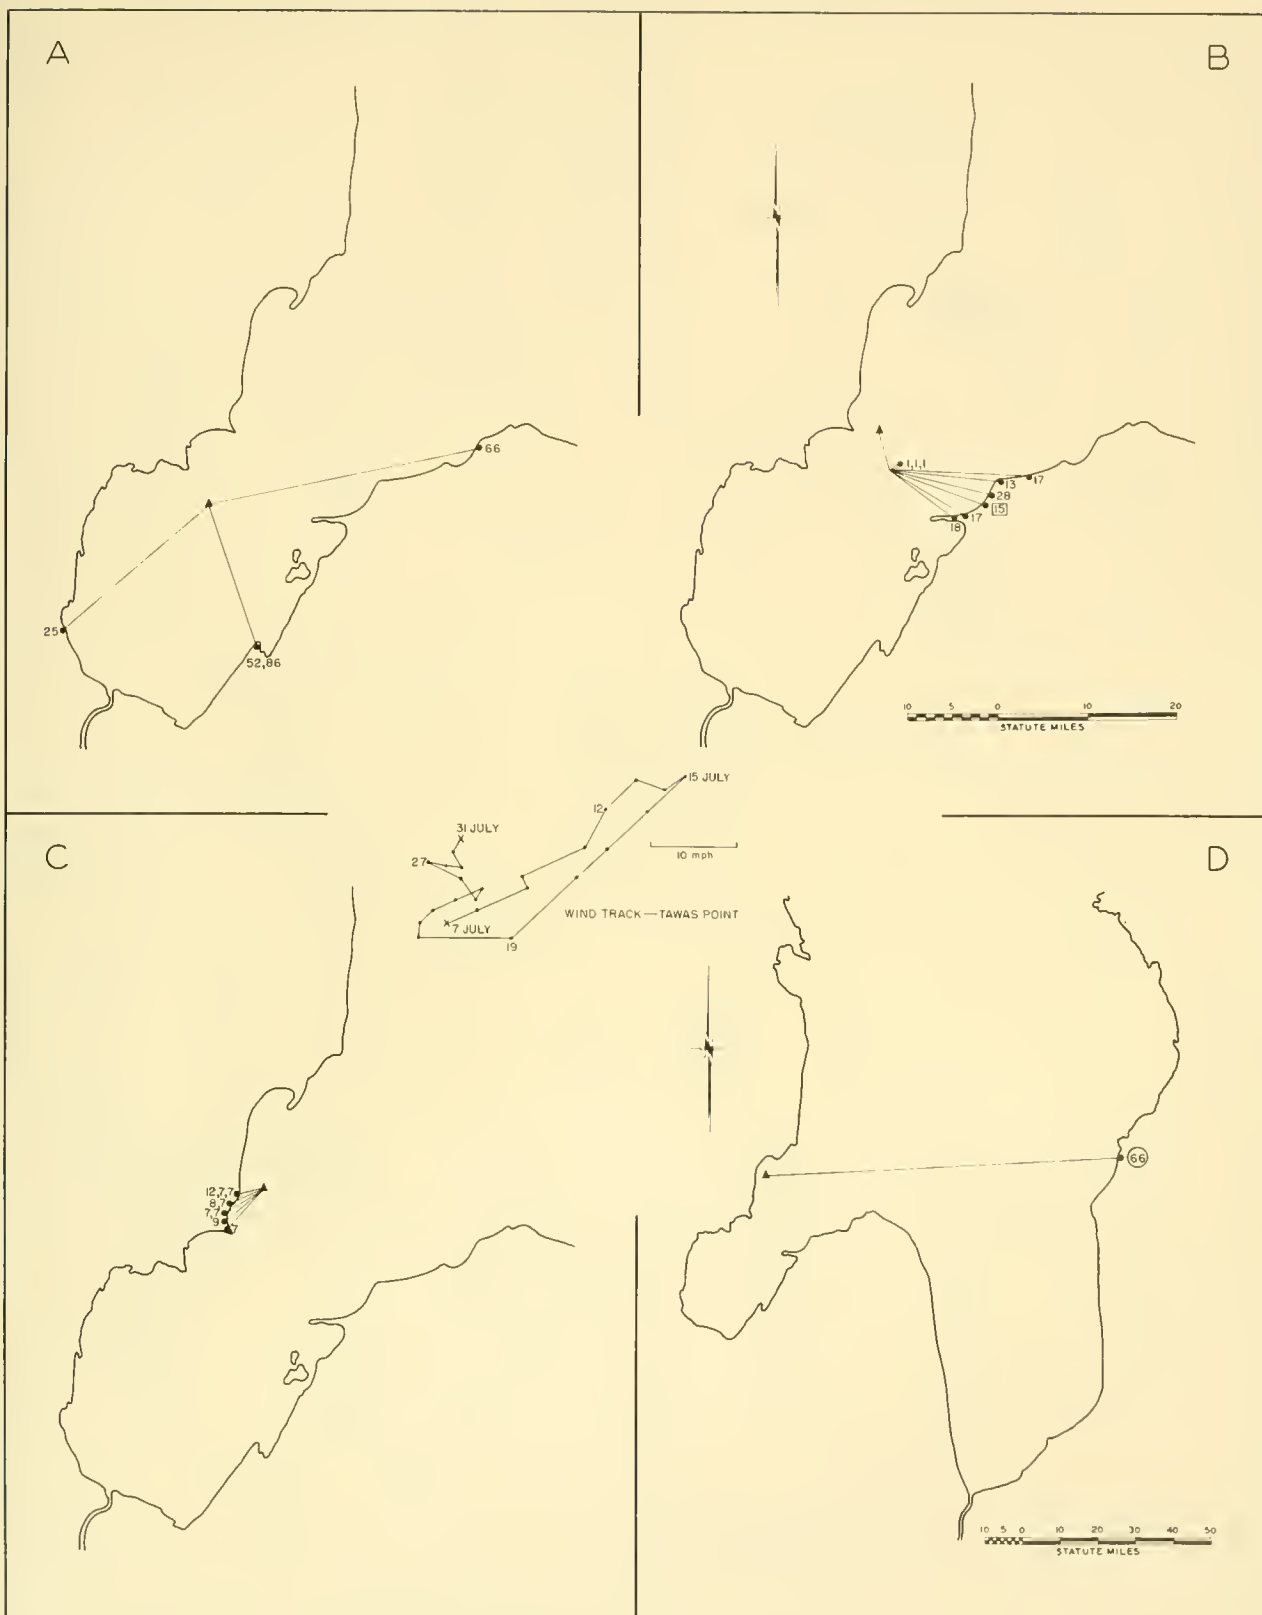 A
B
66
25
52,86
1,1,1
13
17
28
15
17
18
10 5 0 10 20
STATUTE MILES
15 JULY
12
31 JULY
27
10 mph
WIND TRACK—TAWAS POINT
7 JULY
19
C
D
12,7,7
8,7
7,7
9
7
66
10 5 0 10 20 30 40 50
STATUTE MILES